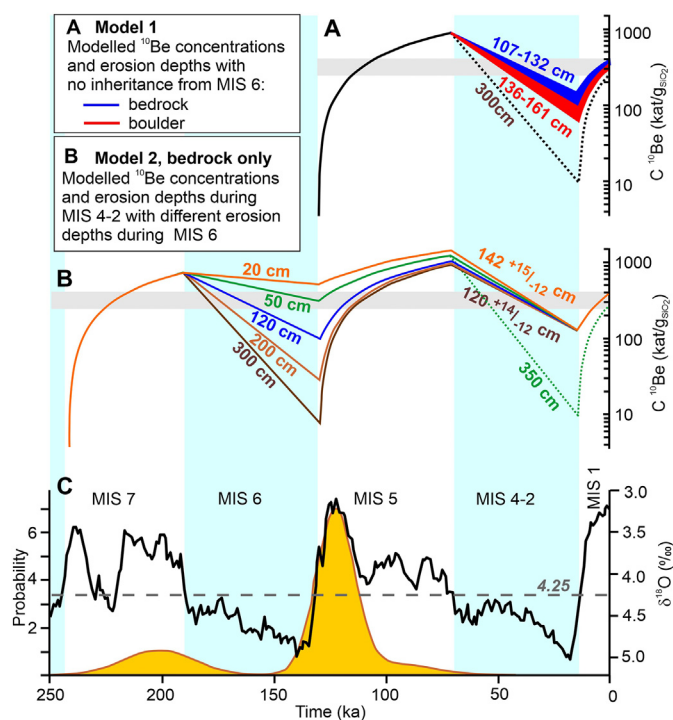 A Model 1
Modelled ¹⁰Be concentrations
and erosion depths with
no inheritance from MIS 6:
bedrock
boulder
B Model 2, bedrock only
Modelled ¹⁰Be concentrations
and erosion depths during
MIS 4-2 with different erosion
depths during MIS 6
A
107-132 cm
136-161 cm
300cm
1000
100
10
C ¹⁰Be (kat/g SiO2)
B
20 cm
50 cm
120 cm
200 cm
300 cm
142 +15/-12 cm
120 +14/-12 cm
350 cm
1000
100
10
C ¹⁰Be (kat/g SiO2)
C
MIS 7
MIS 6
MIS 5
MIS 4-2
MIS 1
6
4
2
Probability
4.25
3.0
3.5
4.0
4.5
5.0
δ¹⁸O (‰)
250
200
150
100
50
0
Time (ka)